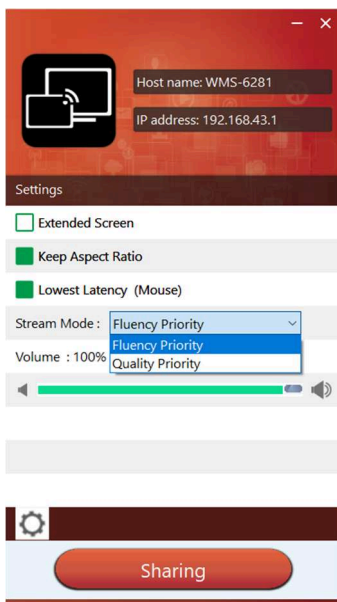 Host name: WMS-6281
IP address: 192.168.43.1
Settings
Extended Screen
Keep Aspect Ratio
Lowest Latency (Mouse)
Stream Mode : Fluency Priority
Fluency Priority
Volume : 100%
Quality Priority
Sharing